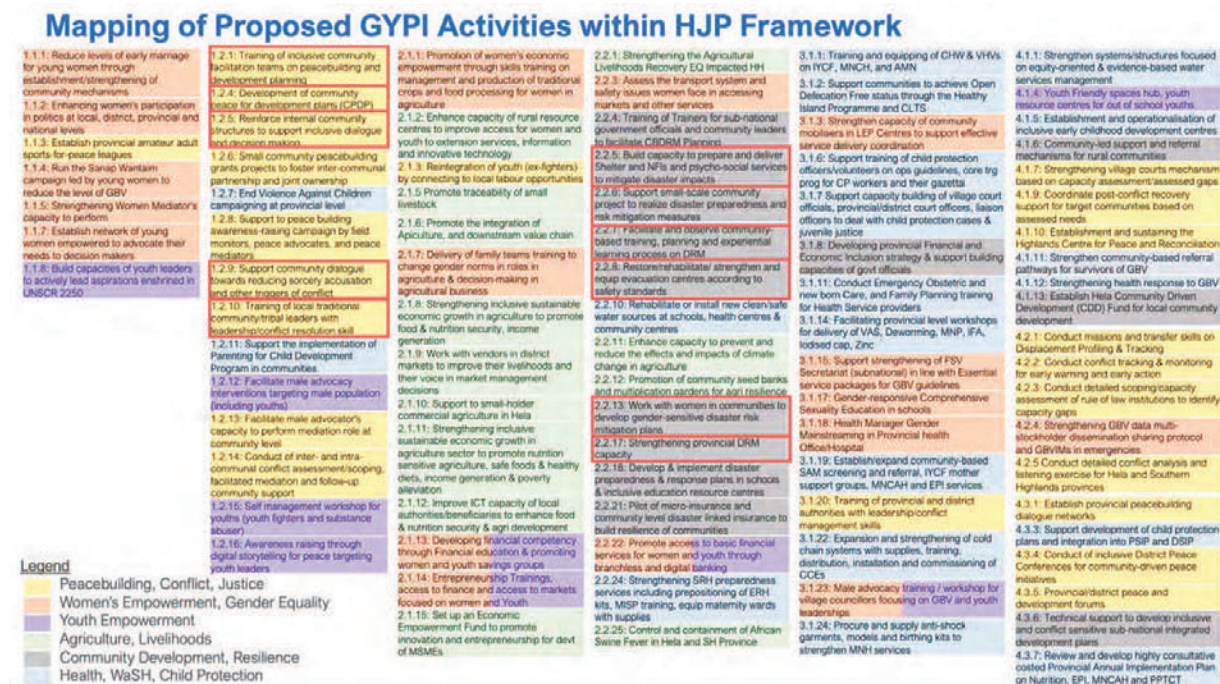 Mapping of Proposed GYPI Activities within HJP Framework
1.1.1: Reduce levels of early marriage
for young women through
establishment/strengthening of
community mechanisms
1.1.2: Enhancing women's participation
in politics at local, district, provincial and
national levels
1.1.3: Establish provincial amateur adult
sports-for-peace leagues
1.1.4: Run the Sanap Wantaim
campaign led by young women to
reduce the level of GBV
1.1.5: Strengthening Women Mediator's
capacity to perform
1.1.7: Establish network of young
women empowered to advocate their
needs to decision makers
1.1.8: Build capacities of youth leaders
to actively lead aspirations enshrined in
UNSCR 2250
1.2.1: Training of inclusive community
facilitation teams on peacebuilding and
development planning
1.2.4: Development of community
peace for development plans (CPDP)
1.2.5: Reinforce internal community
structures to support inclusive dialogue
and decision making
1.2.6: Small community peacebuilding
grants projects to foster inter-communal
partnership and joint ownership
1.2.7: End Violence Against Children
campaigning at provincial level
1.2.8: Support to peace building
awareness-raising campaign by field
monitors, peace advocates, and peace
mediators
1.2.9: Support community dialogue
towards reducing sorcery accusation
and other triggers of conflict
1.2.10: Training of local traditional
community/tribal leaders with
leadership/conflict resolution skill
1.2.11: Support the implementation of
Parenting for Child Development
Program in communities
1.2.12: Facilitate male advocacy
interventions targeting male population
(including youths)
1.2.13: Facilitate male advocator's
capacity to perform mediation role at
community level
1.2.14: Conduct of inter- and intra-
communal conflict assessment/scoping,
facilitated mediation and follow-up
community support
1.2.15: Self management workshop for
youths (youth fighters and substance
abuser)
1.2.16: Awareness raising through
digital storytelling for peace targeting
youth leaders
2.1.1: Promotion of women's economic
empowerment through skills training on
management and production of traditional
crops and food processing for women in
agriculture
2.1.2: Enhance capacity of rural resource
centres to improve access for women and
youth to extension services, information
and innovative technology
2.1.3: Reintegration of youth (ex-fighters)
by connecting to local labour opportunities
2.1.5 Promote traceability of small
livestock
2.1.6: Promote the integration of
Apiculture, and downstream value chain
2.1.7: Delivery of family teams training to
change gender norms in roles in
agriculture & decision-making in
agricultural business
2.1.8: Strengthening inclusive sustainable
economic growth in agriculture to promote
food & nutrition security, income
generation
2.1.9: Work with vendors in district
markets to improve their livelihoods and
their voice in market management
decisions
2.1.10: Support to small-holder
commercial agriculture in Hela
2.1.11: Strengthening inclusive
sustainable economic growth in
agriculture sector to promote nutrition
sensitive agriculture, safe foods & healthy
diets, income generation & poverty
alleviation
2.1.12: Improve ICT capacity of local
authorities/beneficiaries to enhance food
& nutrition security & agri development
2.1.13: Developing financial competency
through Financial education & promoting
women and youth savings groups
2.1.14: Entrepreneurship Trainings,
access to finance and access to markets
focused on women and Youth
2.1.15: Set up an Economic
Empowerment Fund to promote
innovation and entrepreneurship for devt
of MSMEs
2.2.1: Strengthening the Agricultural
Livelihoods Recovery EQ Impacted HH
2.2.3: Assess the transport system and
safety issues women face in accessing
markets and other services
2.2.4: Training of Trainers for sub-national
government officials and community leaders
to facilitate CBDRM Planning
2.2.5: Build capacity to prepare and deliver
Shelter and NFIs and psycho-social services
to mitigate disaster impacts
2.2.6: Support small-scale community
project to realize disaster preparedness and
risk mitigation measures
2.2.7: Facilitate and observe community-
based training, planning and experiential
learning process on DRM
2.2.8: Restore/rehabilitate/ strengthen and
equip evacuation centres according to
safety standards
2.2.10: Rehabilitate or install new clean/safe
water sources at schools, health centres &
community centres
2.2.11: Enhance capacity to prevent and
reduce the effects and impacts of climate
change in agriculture
2.2.12: Promotion of community seed banks
and multiplication gardens for agri resilience
2.2.13: Work with women in communities to
develop gender-sensitive disaster risk
mitigation plans
2.2.17: Strengthening provincial DRM
capacity
2.2.18: Develop & implement disaster
preparedness & response plans in schools
& inclusive education resource centres
2.2.21: Pilot of micro-insurance and
community level disaster linked insurance to
build resilience of communities
2.2.22: Promote access to basic financial
services for women and youth through
branchless and digital banking
2.2.24: Strengthening SRH preparedness
services including prepositioning of ERH
kits, MISP training, equip maternity wards
with supplies
2.2.25: Control and containment of African
Swine Fever in Hela and SH Province
3.1.1: Training and equipping of CHW & VHVs
on IYCF, MNCH, and AMN
3.1.2: Support communities to achieve Open
Defecation Free status through the Healthy
Island Programme and CLTS
3.1.3: Strengthen capacity of community
mobilisers in LEP Centres to support effective
service delivery coordination
3.1.6: Support training of child protection
officers/volunteers on ops guidelines, core trg
prog for CP workers and their gazettal
3.1.7 Support capacity building of village court
officials, provincial/district court officers, liaison
officers to deal with child protection cases &
juvenile justice
3.1.8: Developing provincial Financial and
Economic Inclusion strategy & support building
capacities of govt officials
3.1.11: Conduct Emergency Obstetric and
new born Care, and Family Planning training
for Health Service providers
3.1.14: Facilitating provincial level workshops
for delivery of VAS, Deworming, MNP, IFA,
Iodised cap, Zinc
3.1.15: Support strengthening of FSV
Secretariat (subnational) in line with Essential
service packages for GBV guidelines
3.1.17: Gender-responsive Comprehensive
Sexuality Education in schools
3.1.18: Health Manager Gender
Mainstreaming in Provincial health
Office/Hospital
3.1.19: Establish/expand community-based
SAM screening and referral, IYCF mother
support groups, MNCAH and EPI services
3.1.20: Training of provincial and district
authorities with leadership/conflict
management skills
3.1.22: Expansion and strengthening of cold
chain systems with supplies, training,
distribution, installation and commissioning of
CCEs
3.1.23: Male advocacy training / workshop for
village councillors focusing on GBV and youth
leaderships
3.1.24: Procure and supply anti-shock
garments, models and birthing kits to
strengthen MNH services
4.1.1: Strengthen systems/structures focused
on equity-oriented & evidence-based water
services management
4.1.4: Youth Friendly spaces hub, youth
resource centres for out of school youths
4.1.5: Establishment and operationalisation of
inclusive early childhood development centres
4.1.6: Community-led support and referral
mechanisms for rural communities
4.1.7: Strengthening village courts mechanism
based on capacity assessment/assessed gaps
4.1.9: Coordinate post-conflict recovery
support for target communities based on
assessed needs
4.1.10: Establishment and sustaining the
Highlands Centre for Peace and Reconciliation
4.1.11: Strengthen community-based referral
pathways for survivors of GBV
4.1.12: Strengthening health response to GBV
4.1.13: Establish Hela Community Driven
Development (CDD) Fund for local community
development
4.2.1: Conduct missions and transfer skills on
Displacement Profiling & Tracking
4.2.2: Conduct conflict tracking & monitoring
for early warning and early action
4.2.3: Conduct detailed scoping/capacity
assessment of rule of law institutions to identify
capacity gaps
4.2.4: Strengthening GBV data multi-
stockholder dissemination sharing protocol
and GBVIMs in emergencies
4.2.5 Conduct detailed conflict analysis and
listening exercise for Hela and Southern
Highlands provinces
4.3.1: Establish provincial peacebuilding
dialogue networks
4.3.3: Support development of child protection
plans and integration into PSIP and DSIP
4.3.4: Conduct of inclusive District Peace
Conferences for community-driven peace
initiatives
4.3.5: Provincial/district peace and
development forums
4.3.6: Technical support to develop inclusive
and conflict sensitive sub-national integrated
development plans
4.3.7: Review and develop highly consultative
costed Provincial Annual Implementation Plan
on Nutrition, EPI, MNCAH and PPTCT
Legend
Peacebuilding, Conflict, Justice
Women's Empowerment, Gender Equality
Youth Empowerment
Agriculture, Livelihoods
Community Development, Resilience
Health, WaSH, Child Protection